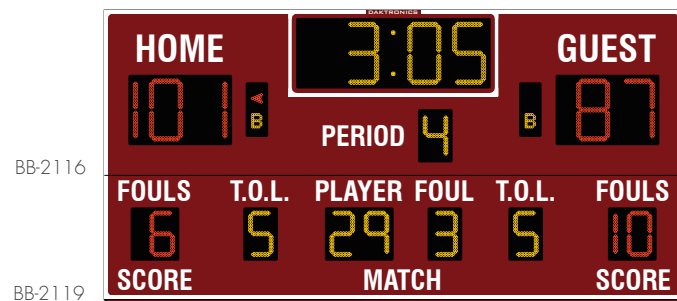 DAKTRONICS
HOME 3:05 GUEST
101 A B B 87
PERIOD 4
BB-2116
FOULS T.O.L. PLAYER FOUL T.O.L. FOULS
6 5 29 3 5 10
SCORE MATCH SCORE
BB-2119